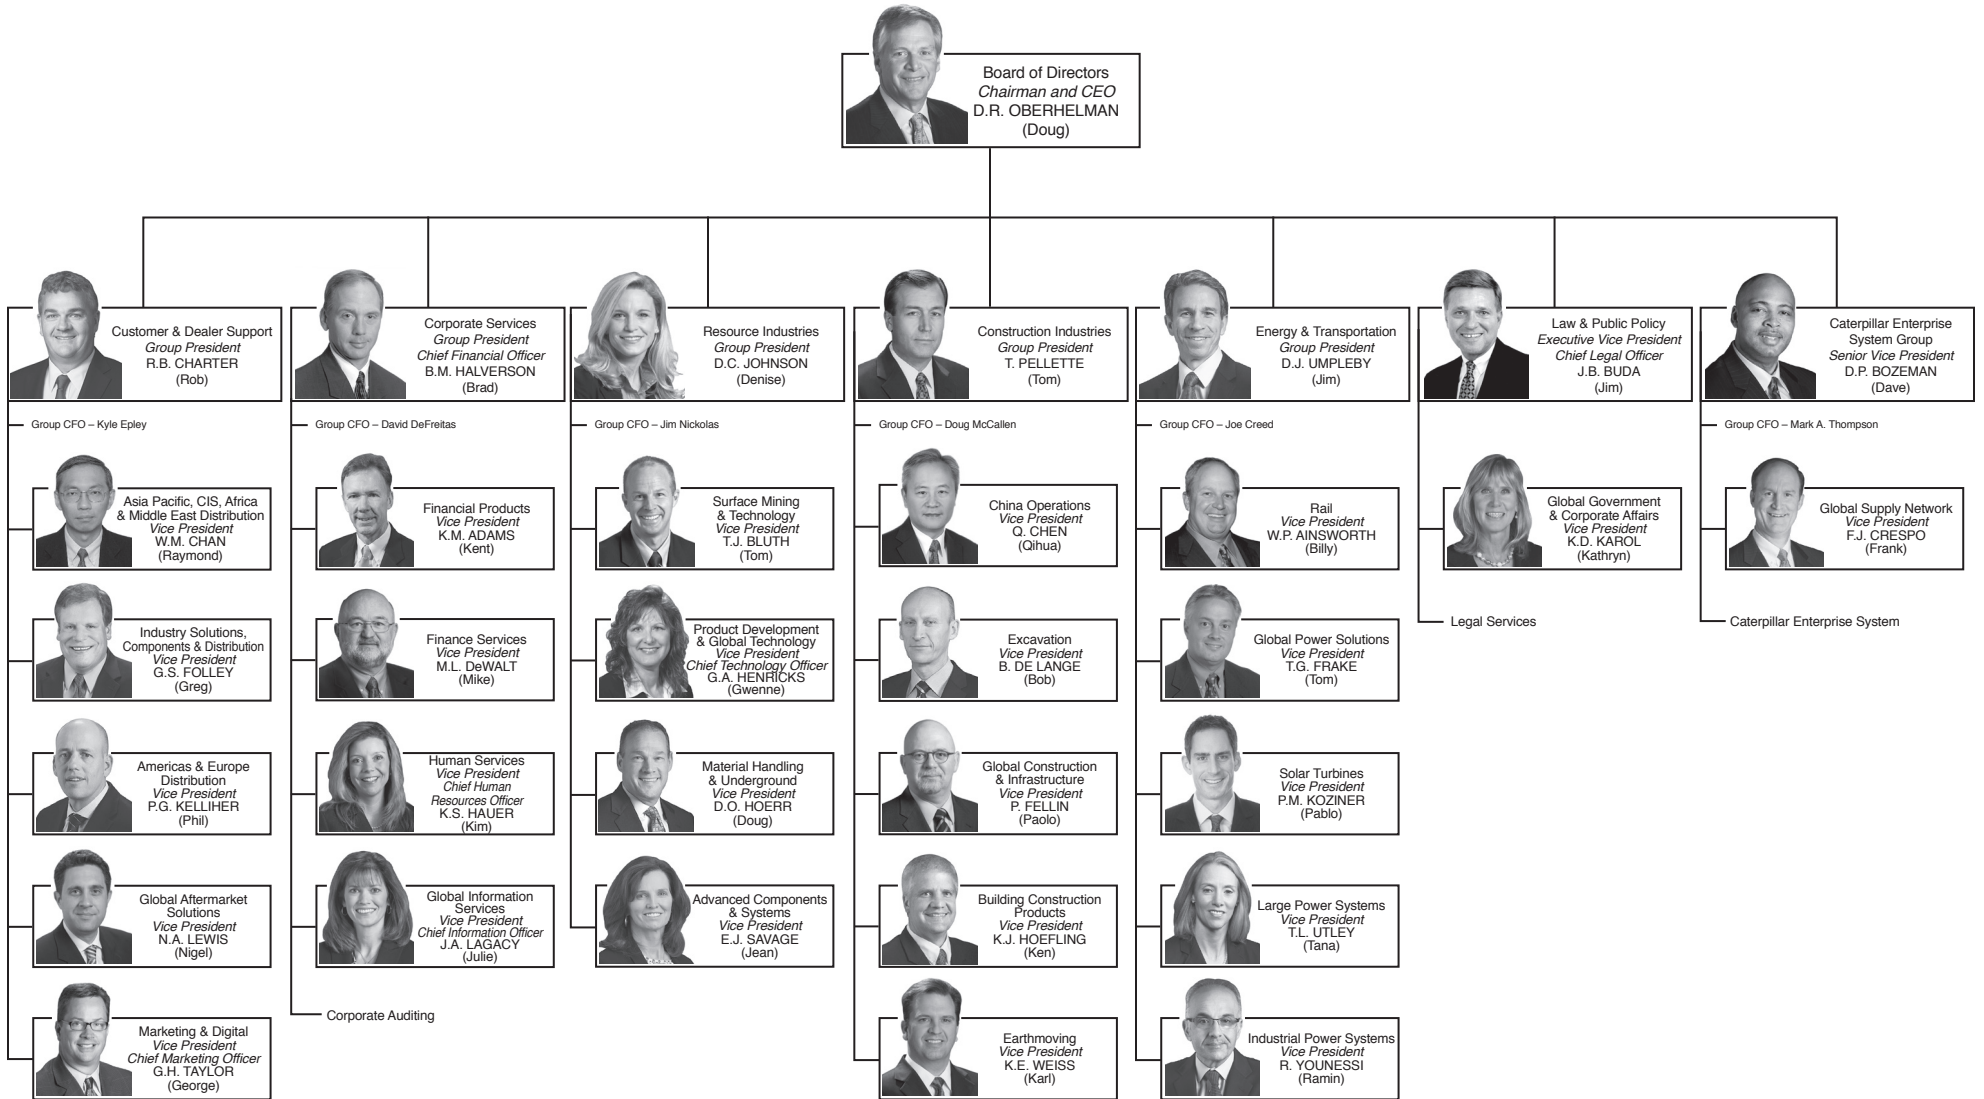 Board of Directors
Chairman and CEO
D.R. OBERHELMAN
(Doug)
Customer & Dealer Support
Group President
R.B. CHARTER
(Rob)
Group CFO – Kyle Epley
Asia Pacific, CIS, Africa
& Middle East Distribution
Vice President
W.M. CHAN
(Raymond)
Industry Solutions,
Components & Distribution
Vice President
G.S. FOLLEY
(Greg)
Americas & Europe
Distribution
Vice President
P.G. KELLIHER
(Phil)
Global Aftermarket
Solutions
Vice President
N.A. LEWIS
(Nigel)
Marketing & Digital
Vice President
Chief Marketing Officer
G.H. TAYLOR
(George)
Corporate Services
Group President
Chief Financial Officer
B.M. HALVERSON
(Brad)
Group CFO – David DeFreitas
Financial Products
Vice President
K.M. ADAMS
(Kent)
Finance Services
Vice President
M.L. DeWALT
(Mike)
Human Services
Vice President
Chief Human
Resources Officer
K.S. HAUER
(Kim)
Global Information
Services
Vice President
Chief Information Officer
J.A. LAGACY
(Julie)
Corporate Auditing
Resource Industries
Group President
D.C. JOHNSON
(Denise)
Group CFO – Jim Nickolas
Surface Mining
& Technology
Vice President
T.J. BLUTH
(Tom)
Product Development
& Global Technology
Vice President
Chief Technology Officer
G.A. HENRICKS
(Gwenne)
Material Handling
& Underground
Vice President
D.O. HOERR
(Doug)
Advanced Components
& Systems
Vice President
E.J. SAVAGE
(Jean)
Construction Industries
Group President
T. PELLETTE
(Tom)
Group CFO – Doug McCallen
China Operations
Vice President
Q. CHEN
(Qihua)
Excavation
Vice President
B. DE LANGE
(Bob)
Global Construction
& Infrastructure
Vice President
P. FELLIN
(Paolo)
Building Construction
Products
Vice President
K.J. HOEFLING
(Ken)
Earthmoving
Vice President
K.E. WEISS
(Karl)
Energy & Transportation
Group President
D.J. UMPLEBY
(Jim)
Group CFO – Joe Creed
Rail
Vice President
W.P. AINSWORTH
(Billy)
Global Power Solutions
Vice President
T.G. FRAKE
(Tom)
Solar Turbines
Vice President
P.M. KOZINER
(Pablo)
Large Power Systems
Vice President
T.L. UTLEY
(Tana)
Industrial Power Systems
Vice President
R. YOUNESSI
(Ramin)
Law & Public Policy
Executive Vice President
Chief Legal Officer
J.B. BUDA
(Jim)
Global Government
& Corporate Affairs
Vice President
K.D. KAROL
(Kathryn)
Legal Services
Caterpillar Enterprise
System Group
Senior Vice President
D.P. BOZEMAN
(Dave)
Group CFO – Mark A. Thompson
Global Supply Network
Vice President
F.J. CRESPO
(Frank)
Caterpillar Enterprise System